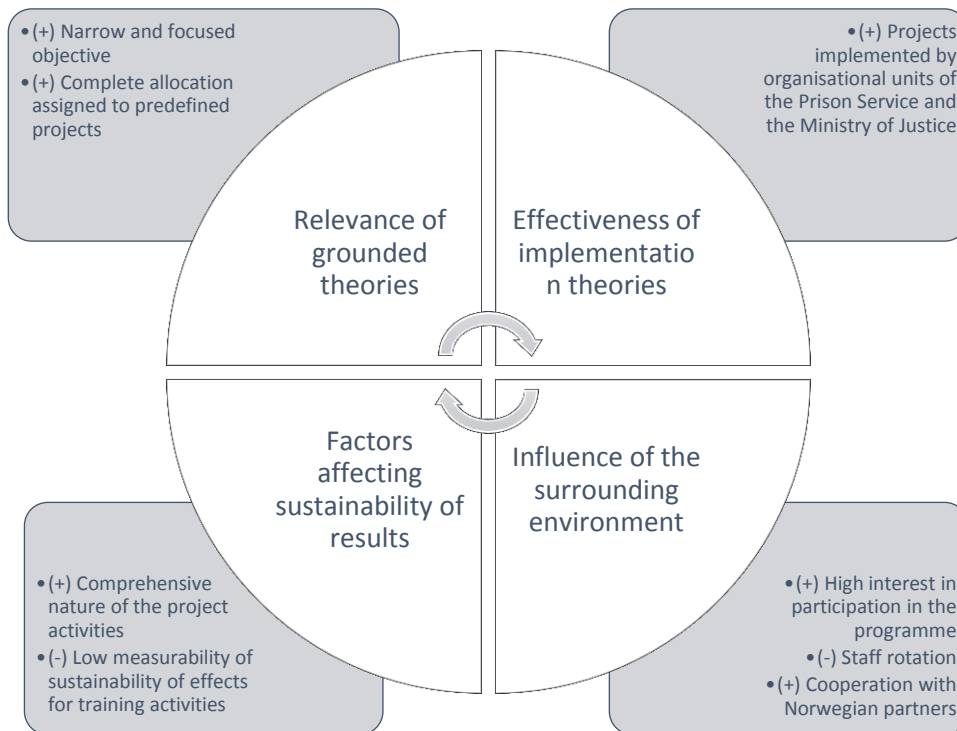 • (+) Narrow and focused
objective
• (+) Complete allocation
assigned to predefined
projects
• (+) Projects
implemented by
organisational units of
the Prison Service and
the Ministry of Justice
Relevance of
grounded
theories
Effectiveness of
implementatio
n theories
Factors
affecting
sustainability of
results
Influence of the
surrounding
environment
• (+) Comprehensive
nature of the project
activities
• (-) Low measurability of
sustainability of effects
for training activities
• (+) High interest in
participation in the
programme
• (-) Staff rotation
• (+) Cooperation with
Norwegian partners